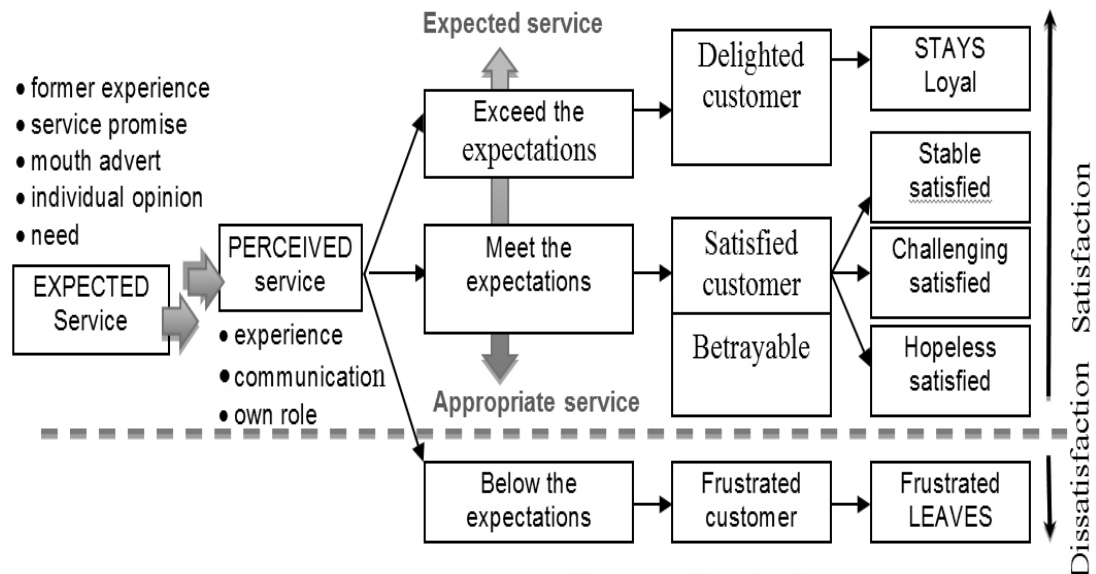 • former experience
• service promise
• mouth advert
• individual opinion
• need
EXPECTED
Service
PERCEIVED
service
• experience
• communication
• own role
Expected service
Exceed the
expectations
Meet the
expectations
Appropriate service
Below the
expectations
Delighted
customer
Satisfied
customer
Betrayable
Frustrated
customer
STAYS
Loyal
Stable
satisfied
Challenging
satisfied
Hopeless
satisfied
Frustrated
LEAVES
Satisfaction
Dissatisfaction